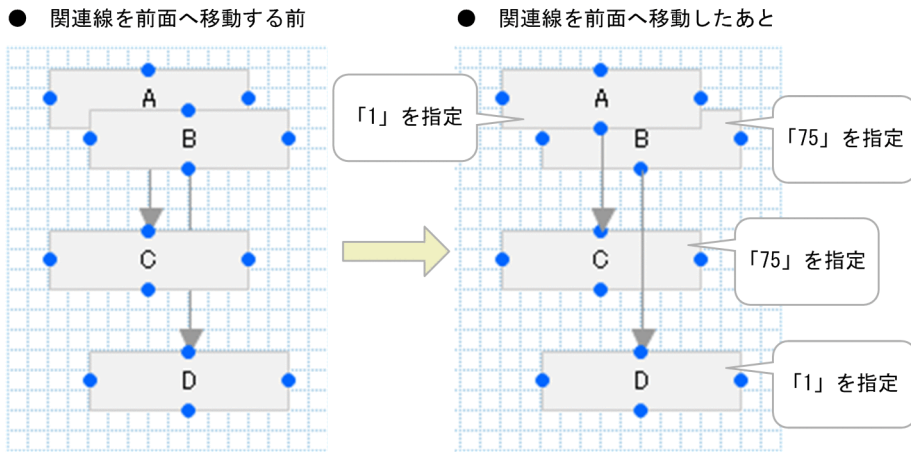 ● 関連線を前面へ移動する前
● 関連線を前面へ移動したあと
A
B
C
D
「1」を指定
A
B
「75」を指定
C
「75」を指定
D
「1」を指定